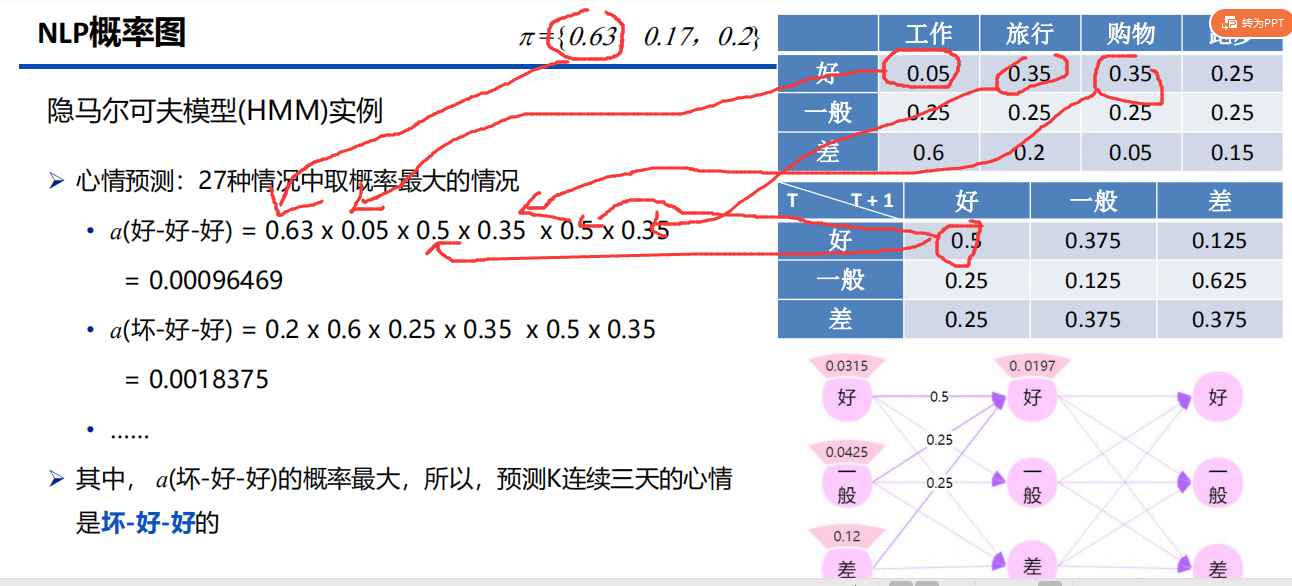 NLP概率图
π={0.63 0.17，0.2}
转为PPT
隐马尔可夫模型(HMM)实例
心情预测：27种情况中取概率最大的情况
a(好-好-好) = 0.63 x 0.05 x 0.5 x 0.35 x 0.5 x 0.35
= 0.00096469
a(坏-好-好) = 0.2 x 0.6 x 0.25 x 0.35 x 0.5 x 0.35
= 0.0018375
......
其中， a(坏-好-好)的概率最大，所以，预测K连续三天的心情
是坏-好-好的
工作 旅行 购物 跑步
好 0.05 0.35 0.35 0.25
一般 0.25 0.25 0.25 0.25
差 0.6 0.2 0.05 0.15
T T + 1 好 一般 差
好 0.5 0.375 0.125
一般 0.25 0.125 0.625
差 0.25 0.375 0.375
0.0315 0. 0197
好 0.5 好 好
0.25
0.0425
一般 0.25 一般 一般
0.12
差 差 差